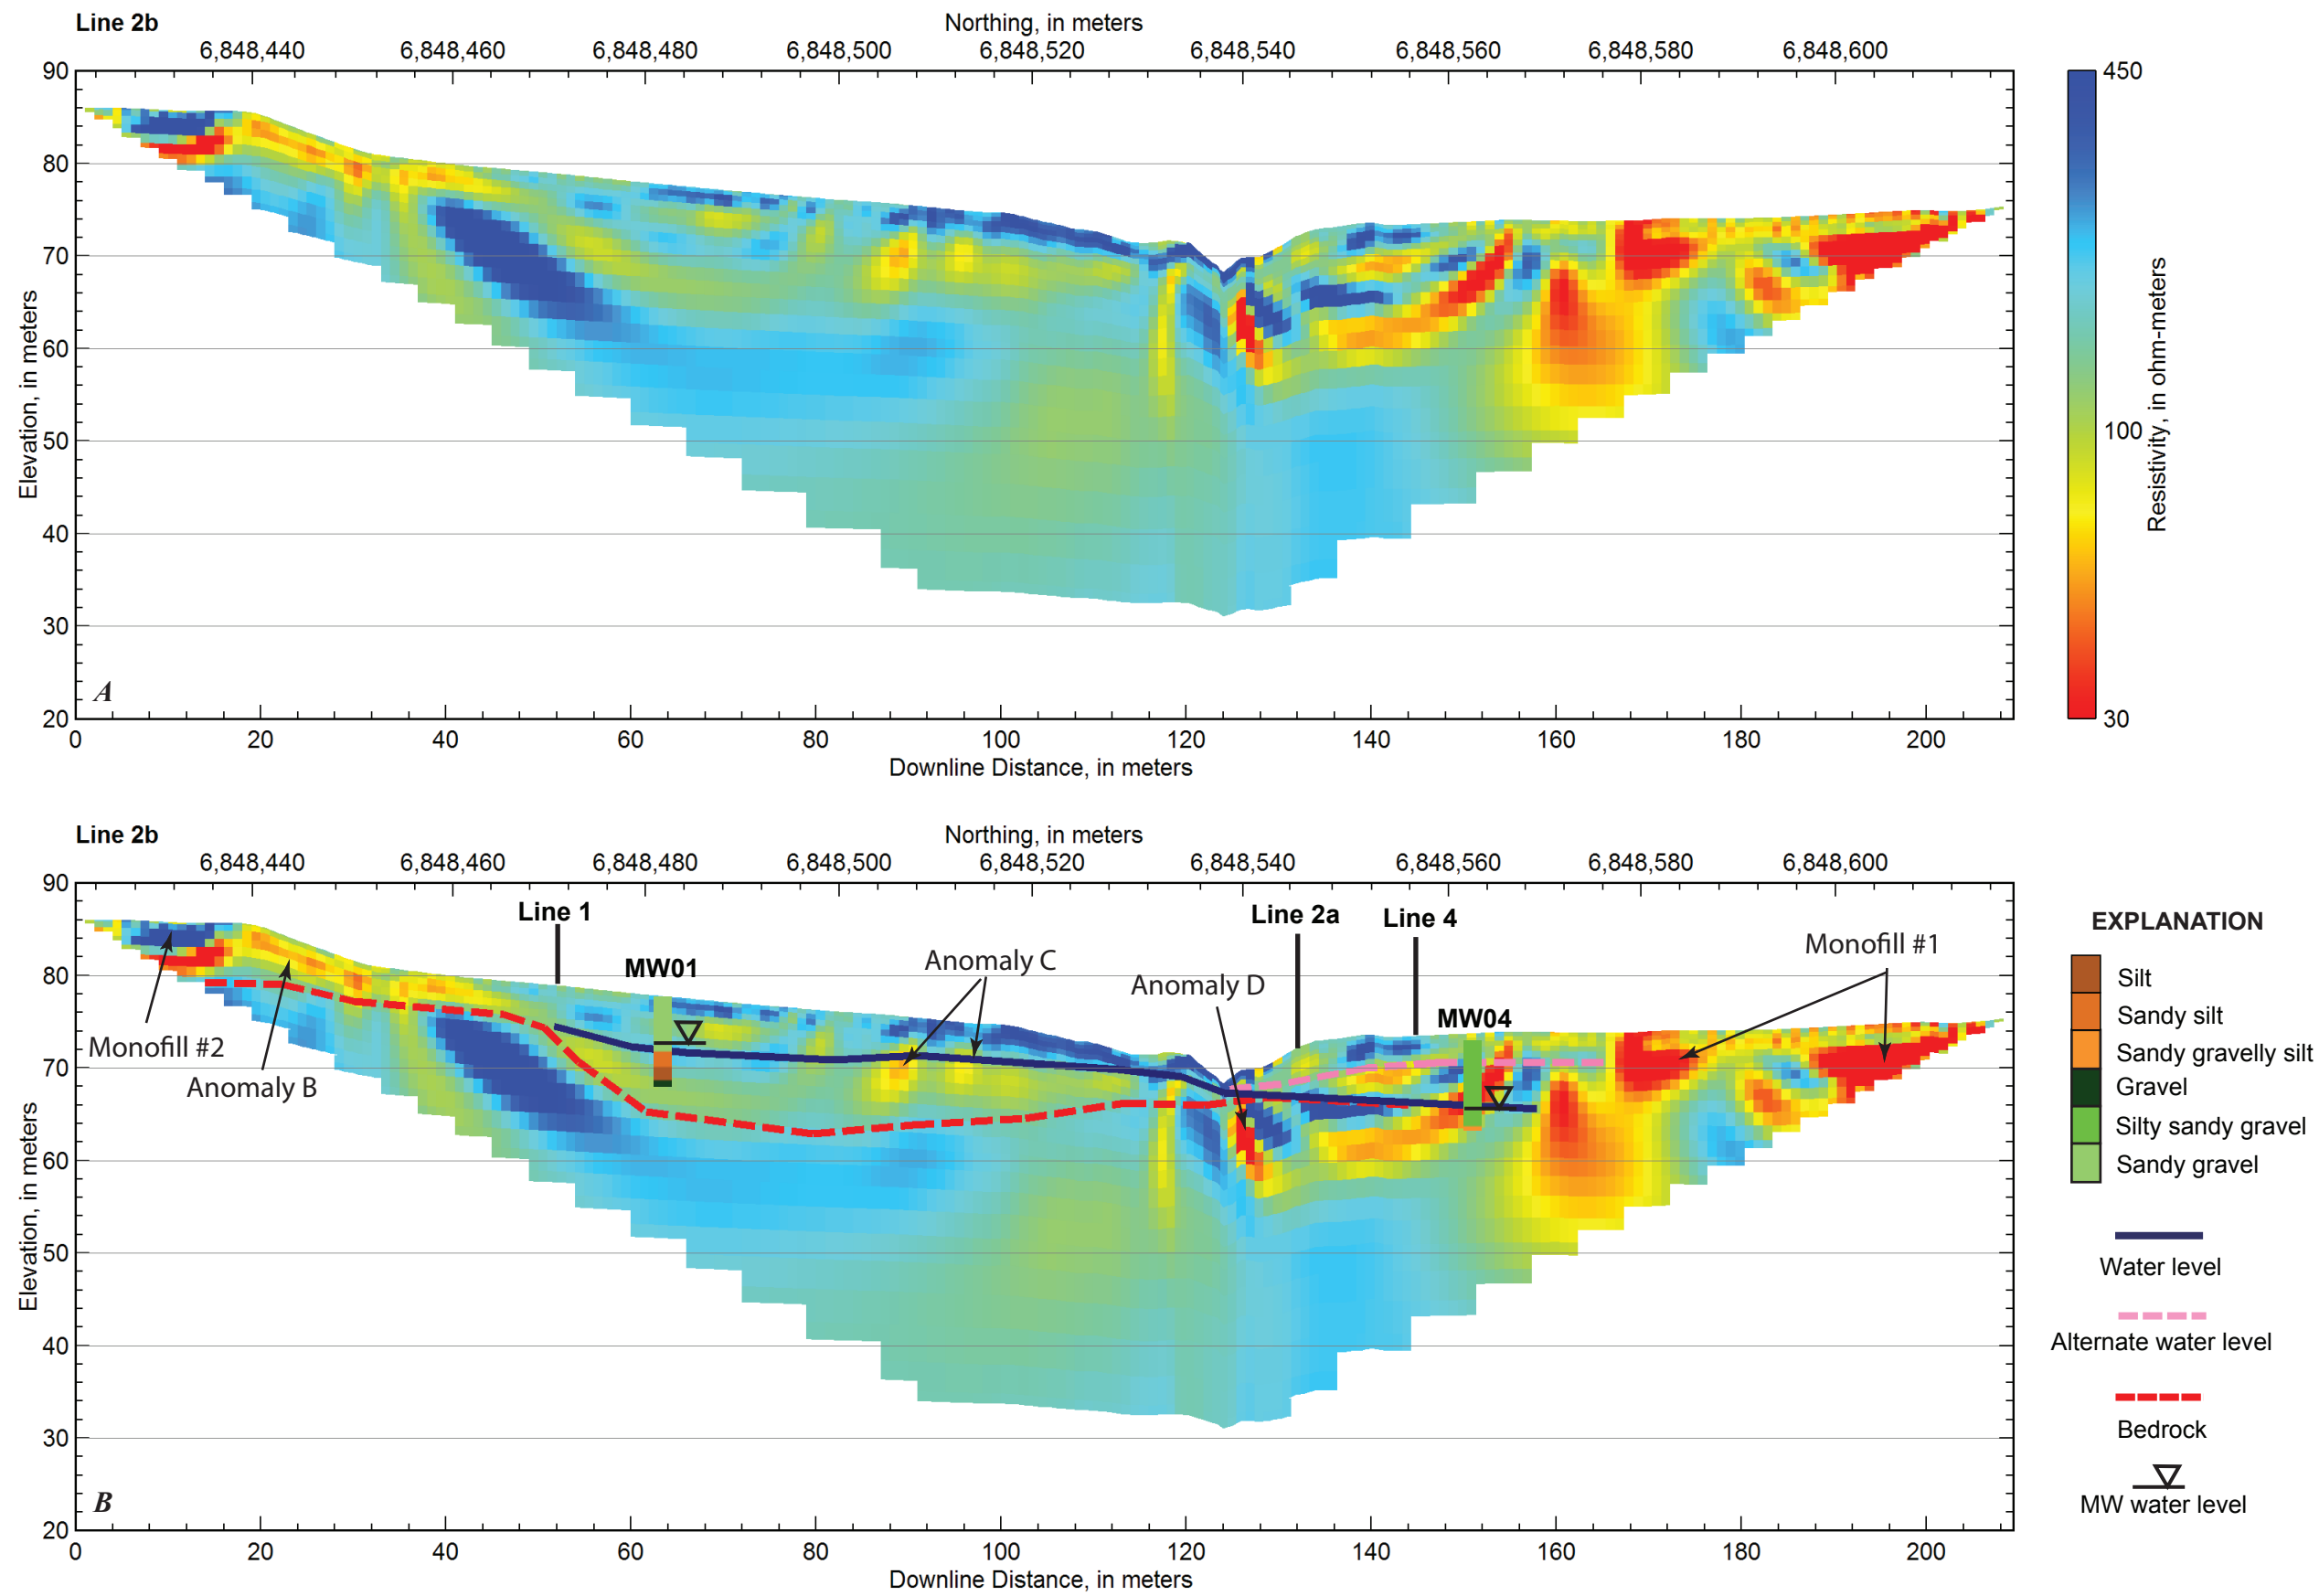 Line 2b
Northing, in meters
6,848,440 6,848,460 6,848,480 6,848,500 6,848,520 6,848,540 6,848,560 6,848,580 6,848,600
90
80
70
60
50
40
30
20
Elevation, in meters
A
0 20 40 60 80 100 120 140 160 180 200
Downline Distance, in meters
450
100
30
Resistivity, in ohm-meters
Line 2b
Northing, in meters
6,848,440 6,848,460 6,848,480 6,848,500 6,848,520 6,848,540 6,848,560 6,848,580 6,848,600
90
80
70
60
50
40
30
20
Elevation, in meters
Line 1
MW01
Anomaly C
Line 2a
Line 4
Anomaly D
MW04
Monofill #1
Monofill #2
Anomaly B
B
0 20 40 60 80 100 120 140 160 180 200
Downline Distance, in meters
EXPLANATION
Silt
Sandy silt
Sandy gravelly silt
Gravel
Silty sandy gravel
Sandy gravel
Water level
Alternate water level
Bedrock
MW water level